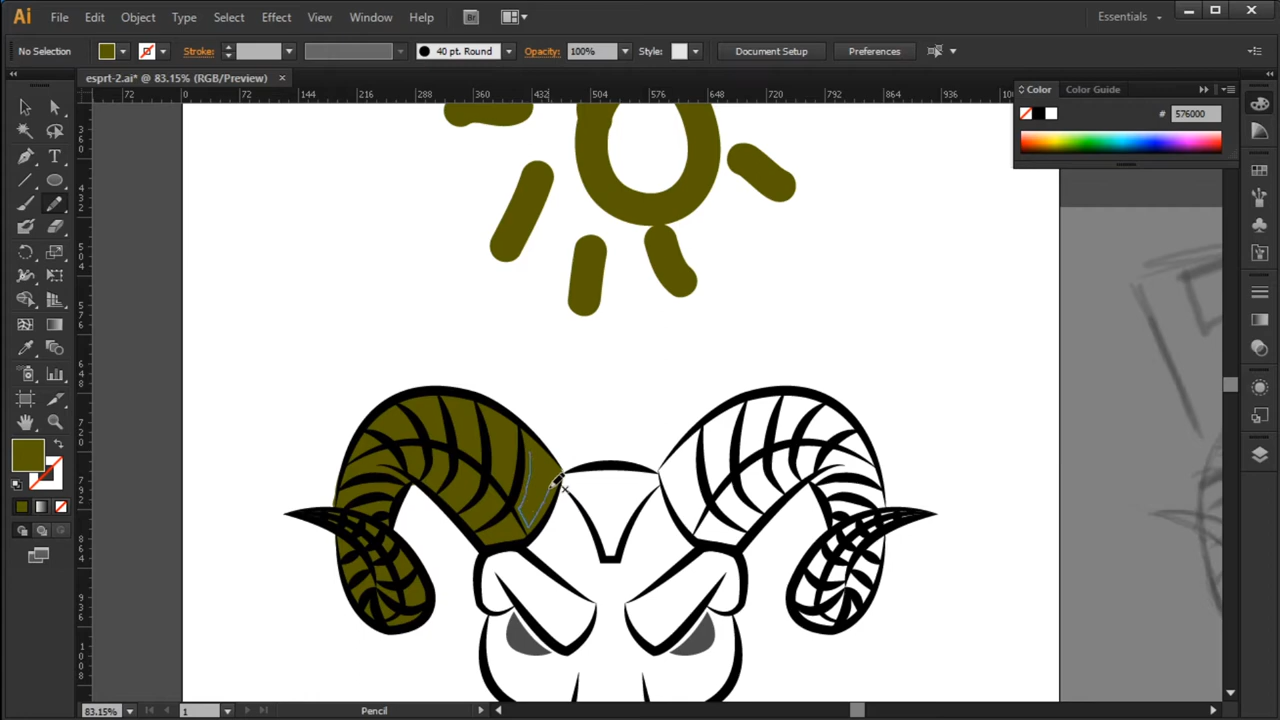 Ai File Edit Object Type Select Effect View Window Help Br Essentials
No Selection Stroke: 40 pt. Round Opacity: 100% Style: Document Setup Preferences
esprt-2.ai* @ 83.15% (RGB/Preview)
72 0 72 144 216 288 360 432 504 576 648 720 792 864 936
Color Color Guide
# 576000
T
83.15% 1 Pencil